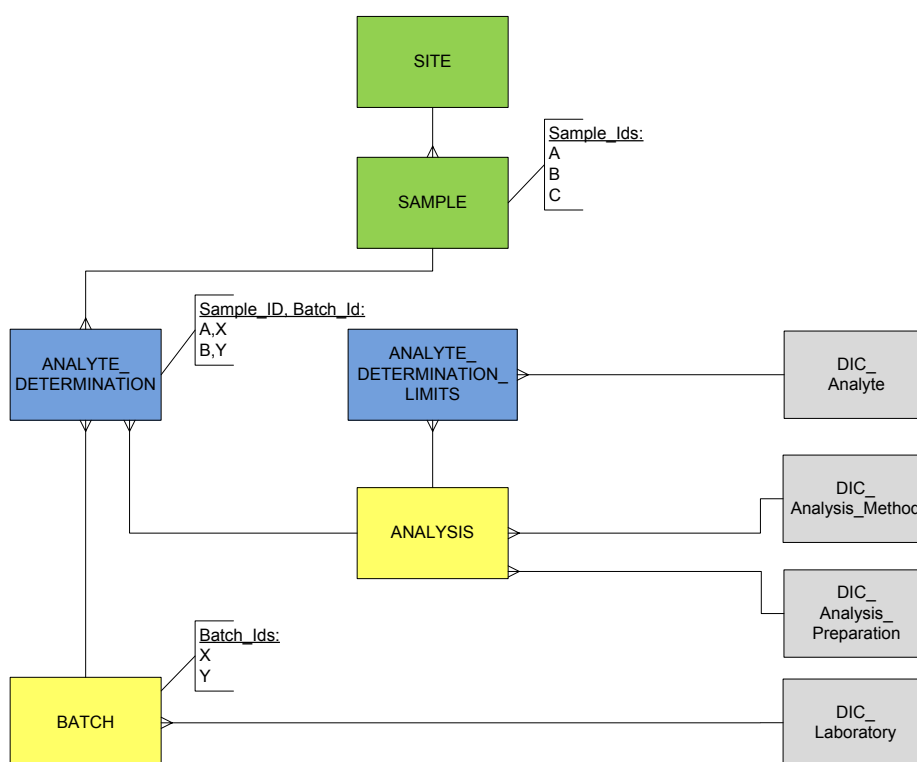 SITE
Sample_Ids:
A
B
C
SAMPLE
Sample_ID, Batch_Id:
A,X
B,Y
ANALYTE_
DETERMINATION
ANALYTE_
DETERMINATION_
LIMITS
DIC_
Analyte
DIC_
Analysis_Method
ANALYSIS
DIC_
Analysis_
Preparation
Batch_Ids:
X
Y
BATCH
DIC_
Laboratory